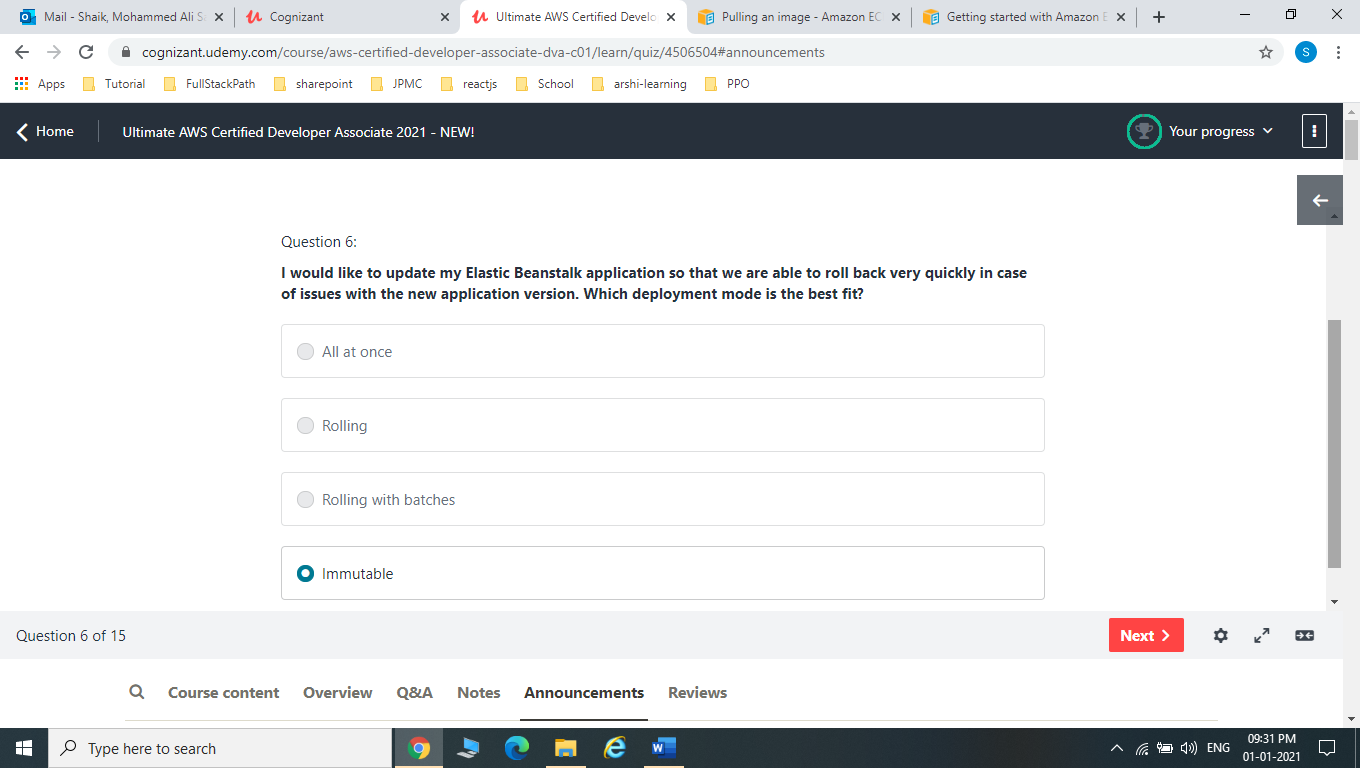 Mail - Shaik, Mohammed Ali S
Cognizant
Ultimate AWS Certified Develo
Pulling an image - Amazon EC
Getting started with Amazon E
cognizant.udemy.com/course/aws-certified-developer-associate-dva-c01/learn/quiz/4506504#announcements
S
Apps Tutorial FullStackPath sharepoint JPMC reactjs School arshi-learning PPO
Home Ultimate AWS Certified Developer Associate 2021 - NEW! Your progress
Question 6:
I would like to update my Elastic Beanstalk application so that we are able to roll back very quickly in case
of issues with the new application version. Which deployment mode is the best fit?
All at once
Rolling
Rolling with batches
Immutable
Question 6 of 15 Next
Course content Overview Q&A Notes Announcements Reviews
Type here to search
ENG
09:31 PM
01-01-2021